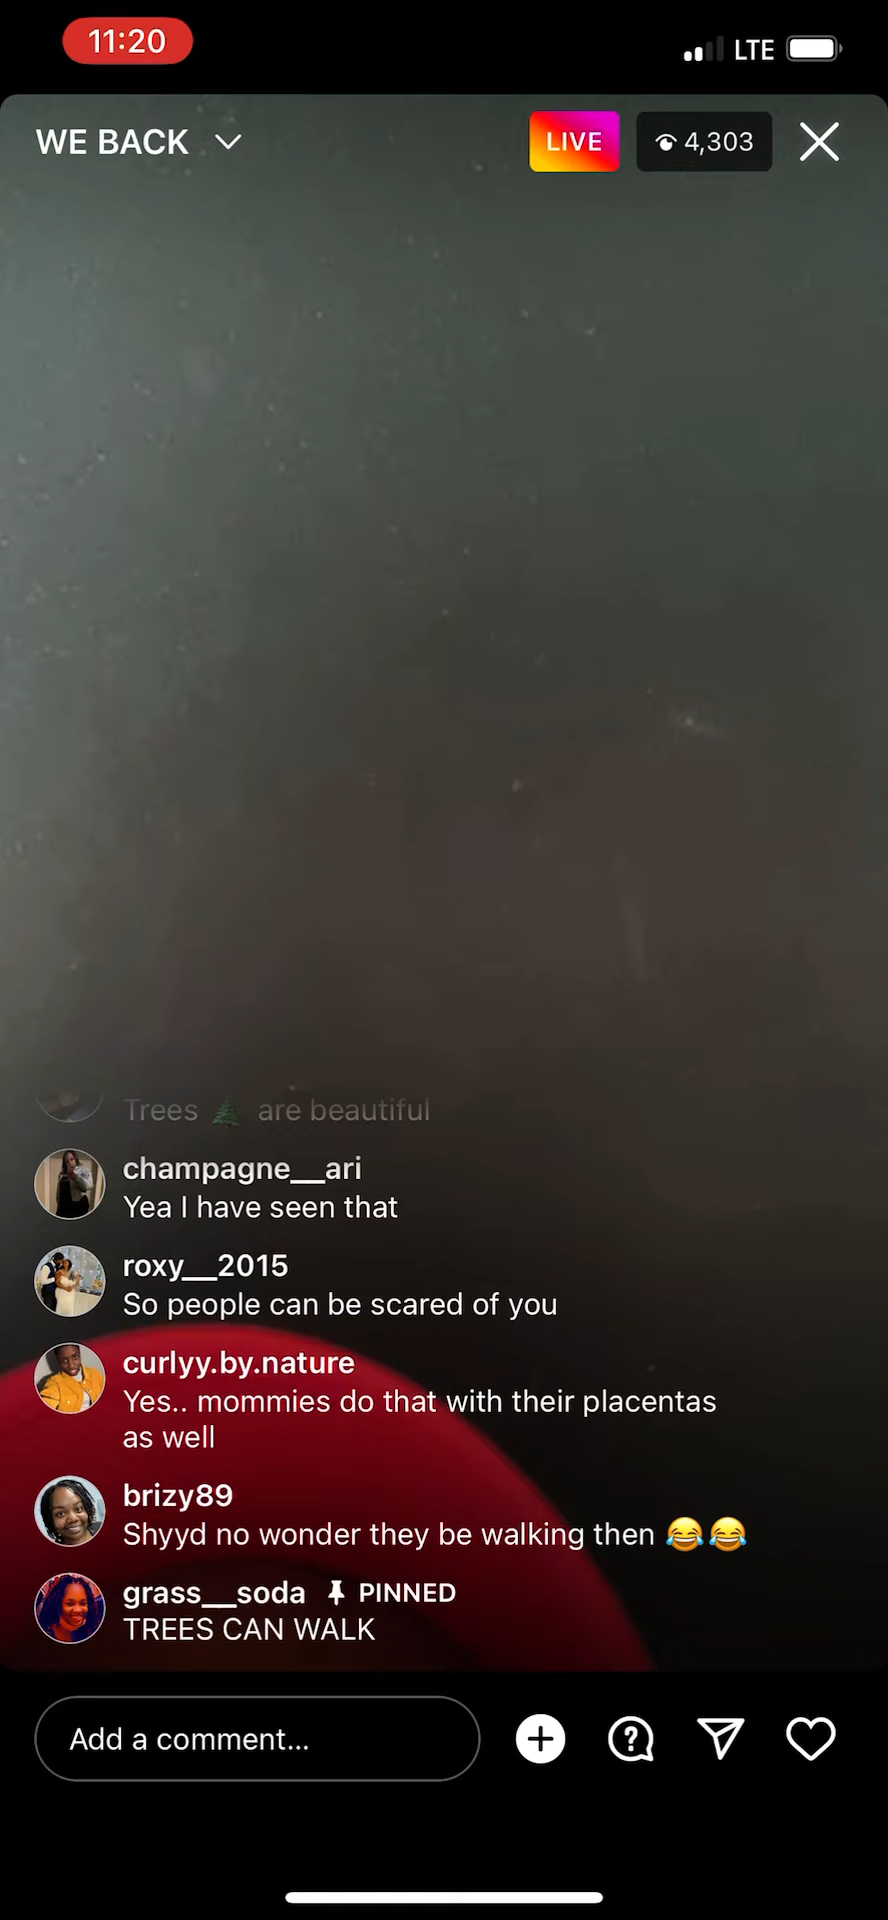 11:20
LTE
WE BACK
LIVE
4,303
Trees 🌲 are beautiful
champagne__ari
Yea I have seen that
roxy__2015
So people can be scared of you
curlyy.by.nature
Yes.. mommies do that with their placentas
as well
brizy89
Shyyd no wonder they be walking then 😂😂
grass__soda PINNED
TREES CAN WALK
Add a comment...